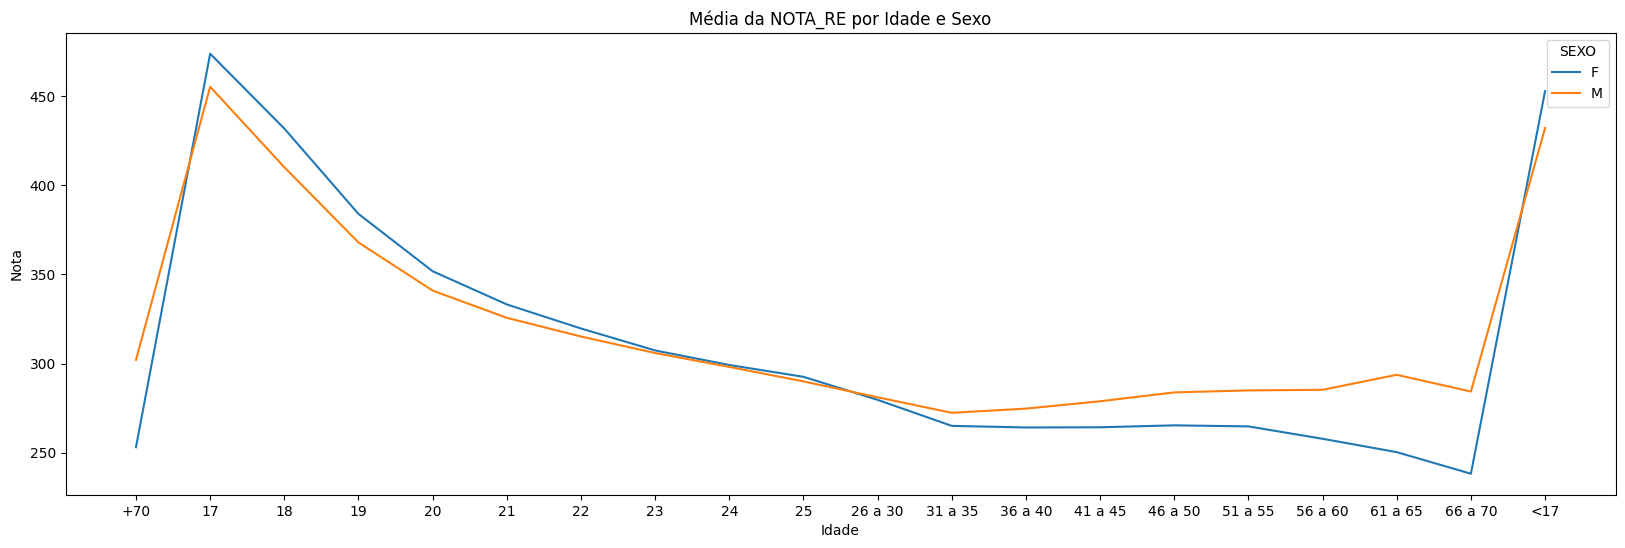 Média da NOTA_RE por Idade e Sexo
SEXO
F
M
Nota
450
400
350
300
250
+70 17 18 19 20 21 22 23 24 25 26 a 30 31 a 35 36 a 40 41 a 45 46 a 50 51 a 55 56 a 60 61 a 65 66 a 70 <17
Idade